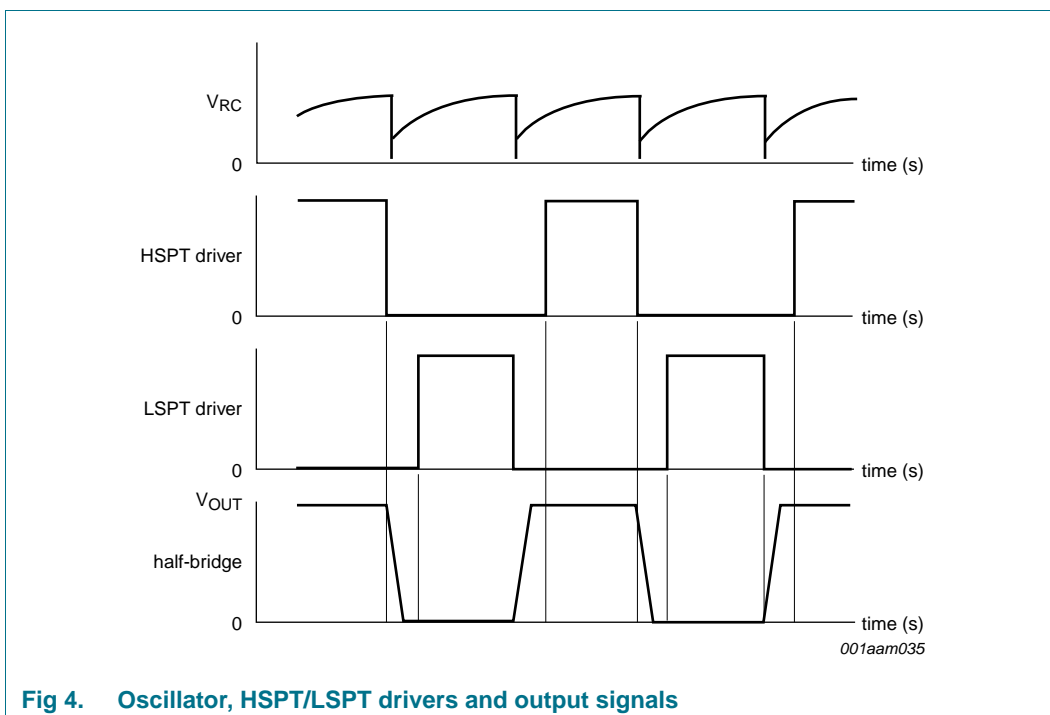 VRC
0
time (s)
HSPT driver
0
time (s)
LSPT driver
0
VOUT
time (s)
half-bridge
0
time (s)
001aam035
Fig 4. Oscillator, HSPT/LSPT drivers and output signals